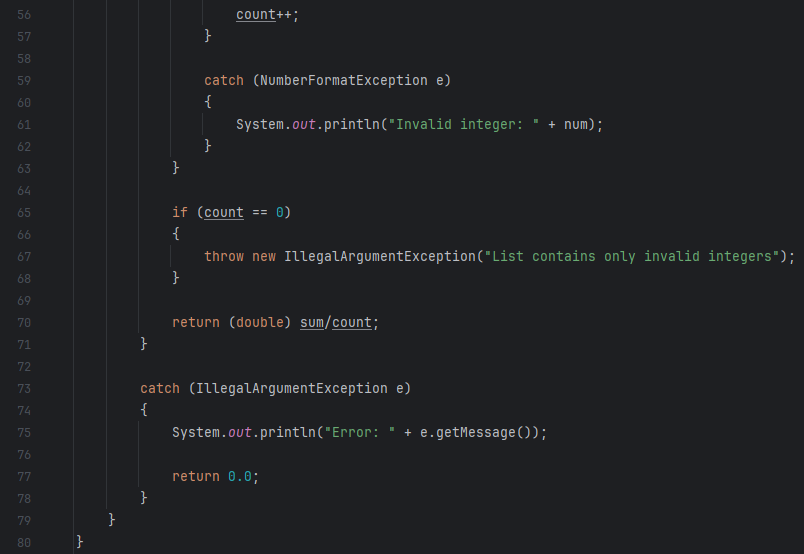 56 count++;
57 }
58
59 catch (NumberFormatException e)
60 {
61 System.out.println("Invalid integer: " + num);
62 }
63 }
64
65 if (count == 0)
66 {
67 throw new IllegalArgumentException("List contains only invalid integers");
68 }
69
70 return (double) sum/count;
71 }
72
73 catch (IllegalArgumentException e)
74 {
75 System.out.println("Error: " + e.getMessage());
76
77 return 0.0;
78 }
79 }
80 }